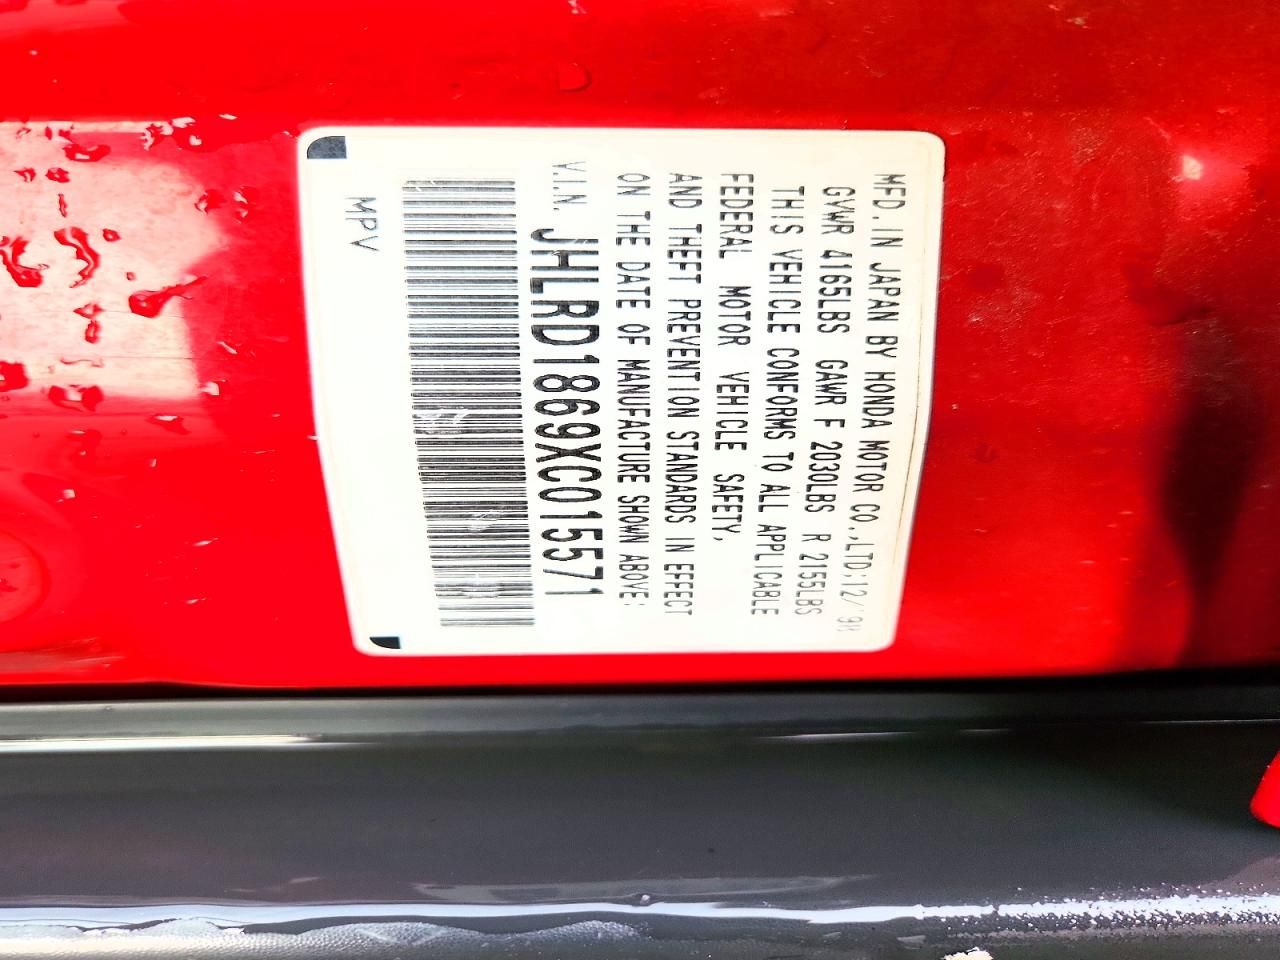 MFD. IN JAPAN BY HONDA MOTOR CO.,LTD:12/'98
GVWR 4165LBS GAWR F 2030LBS R 2155LBS
THIS VEHICLE CONFORMS TO ALL APPLICABLE
FEDERAL MOTOR VEHICLE SAFETY,
AND THEFT PREVENTION STANDARDS IN EFFECT
ON THE DATE OF MANUFACTURE SHOWN ABOVE:
V.I.N. JHLRD1869XC015571
MPV